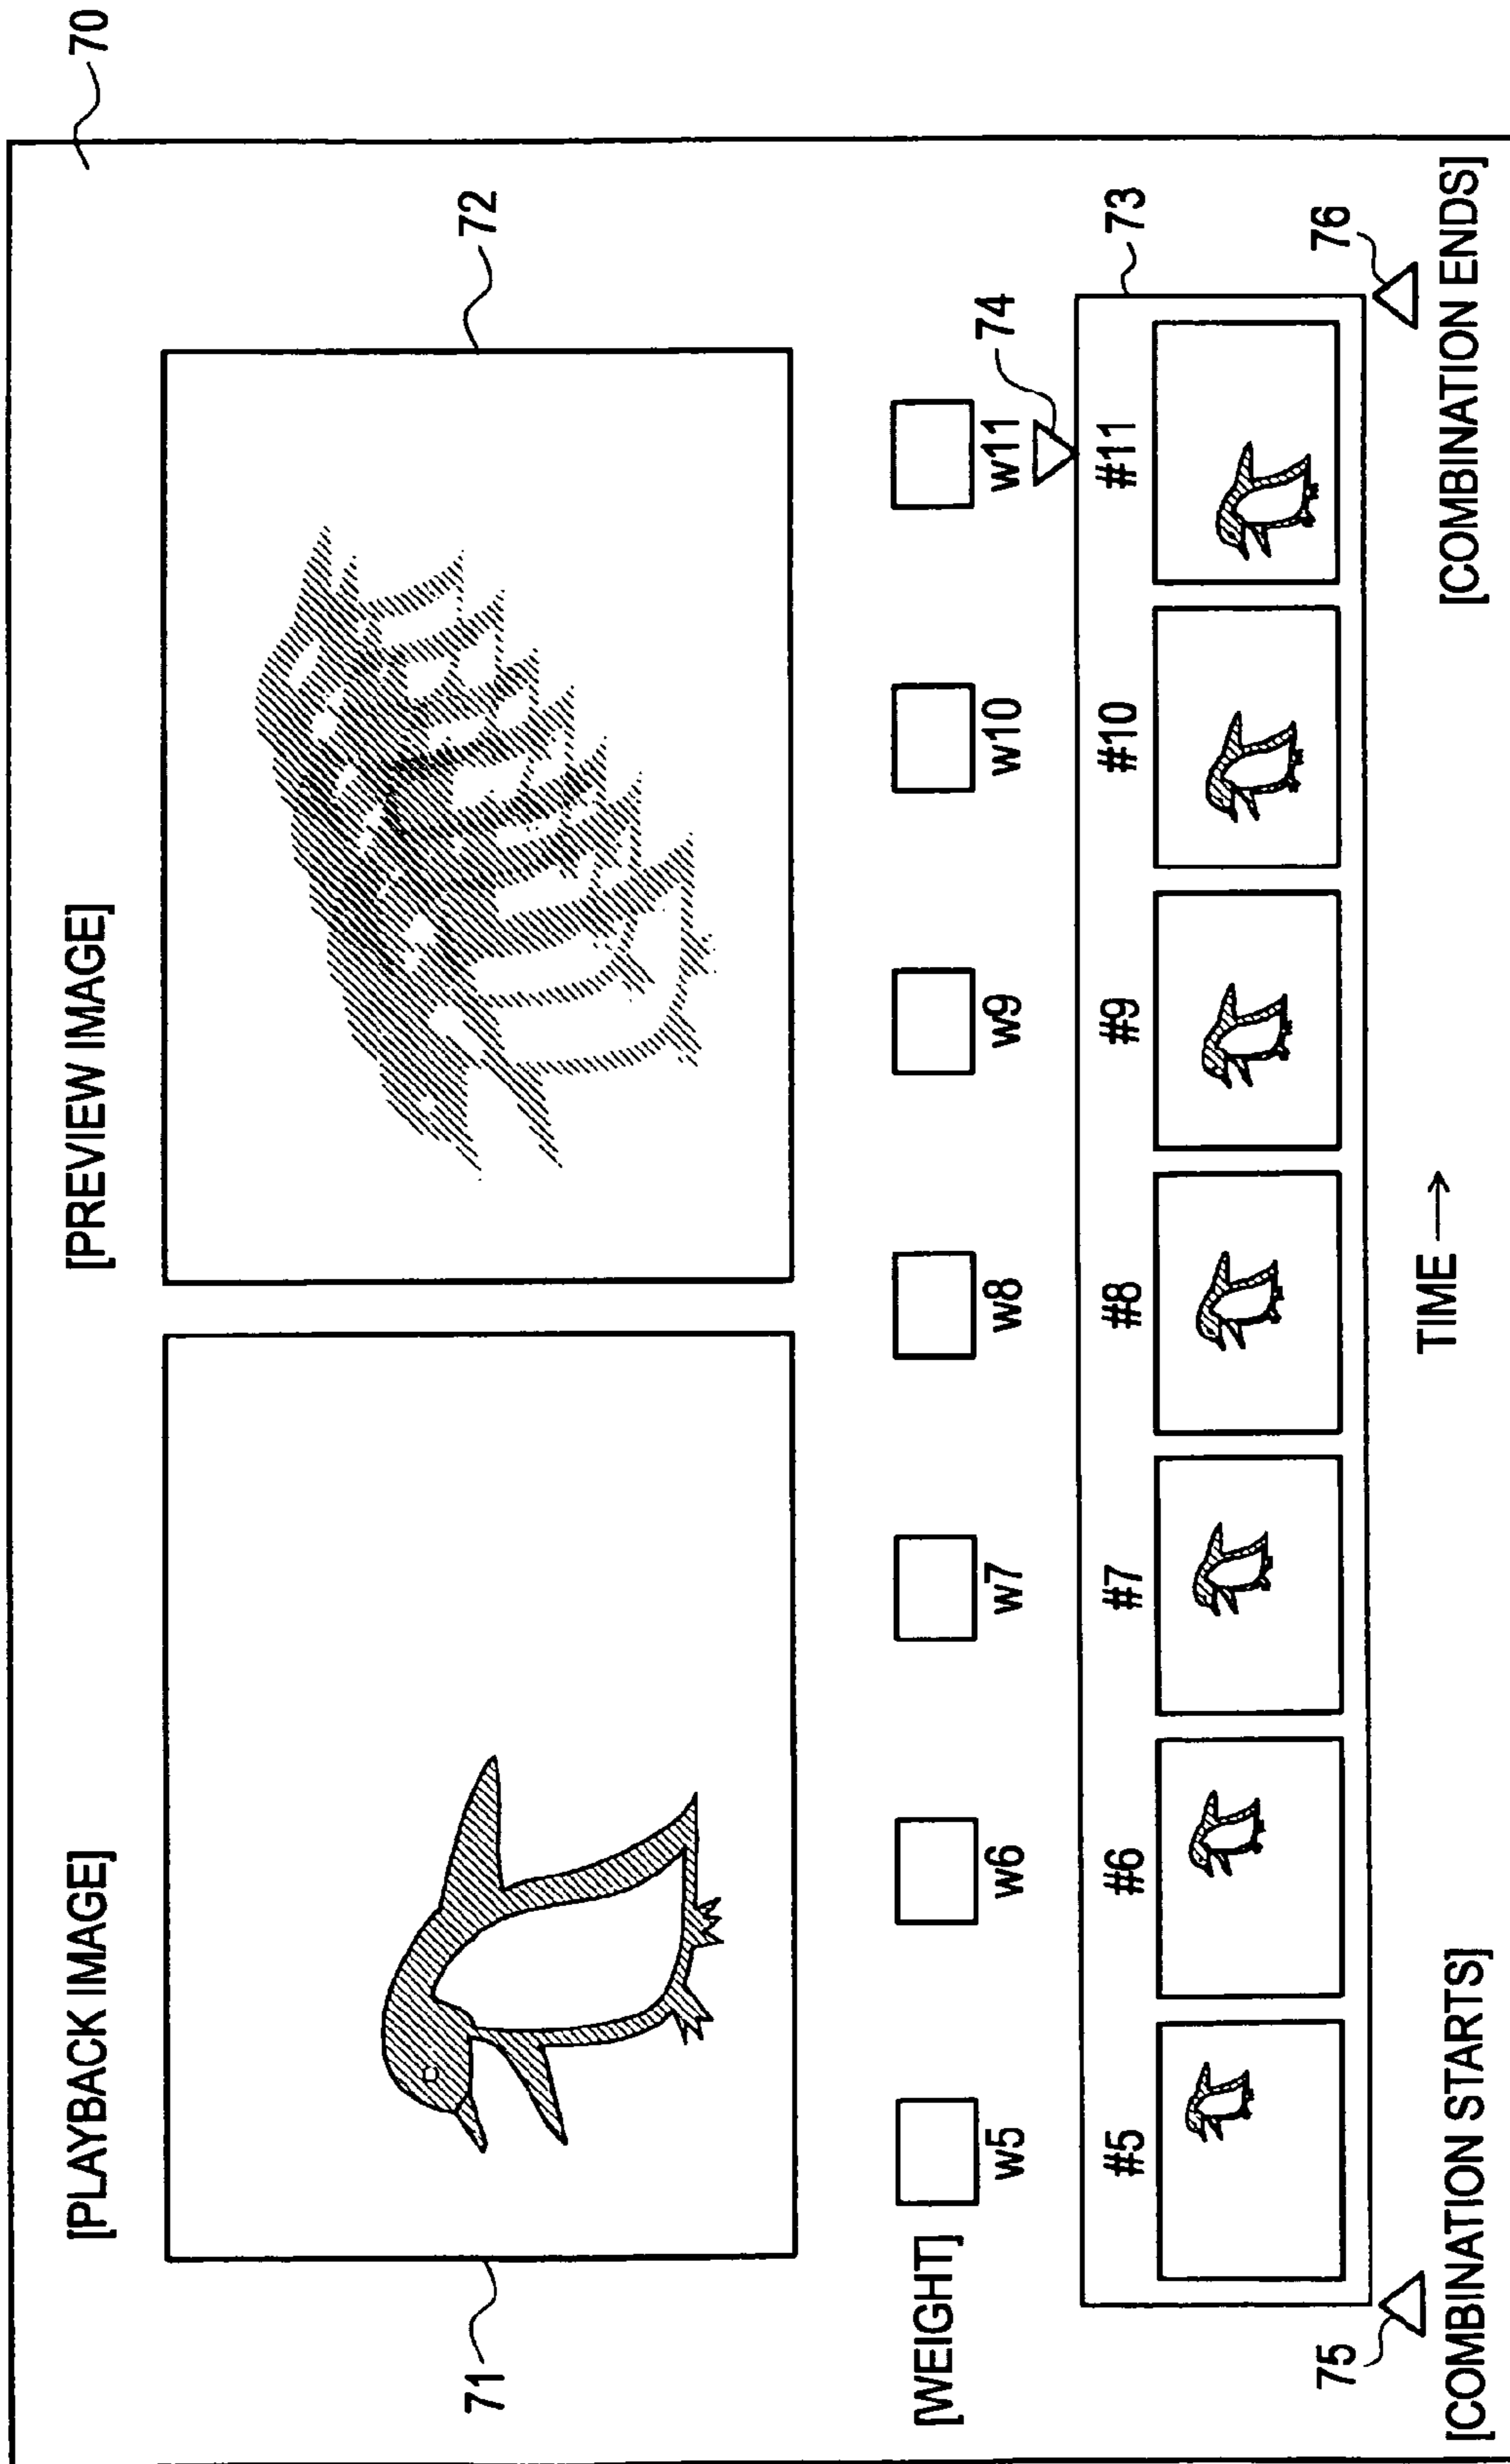 70
[PLAYBACK IMAGE] [PREVIEW IMAGE]
71 72
[WEIGHT]
w5 w6 w7 w8 w9 w10 w11
74
73
#5 #6 #7 #8 #9 #10 #11
75 76
TIME →
[COMBINATION STARTS] [COMBINATION ENDS]